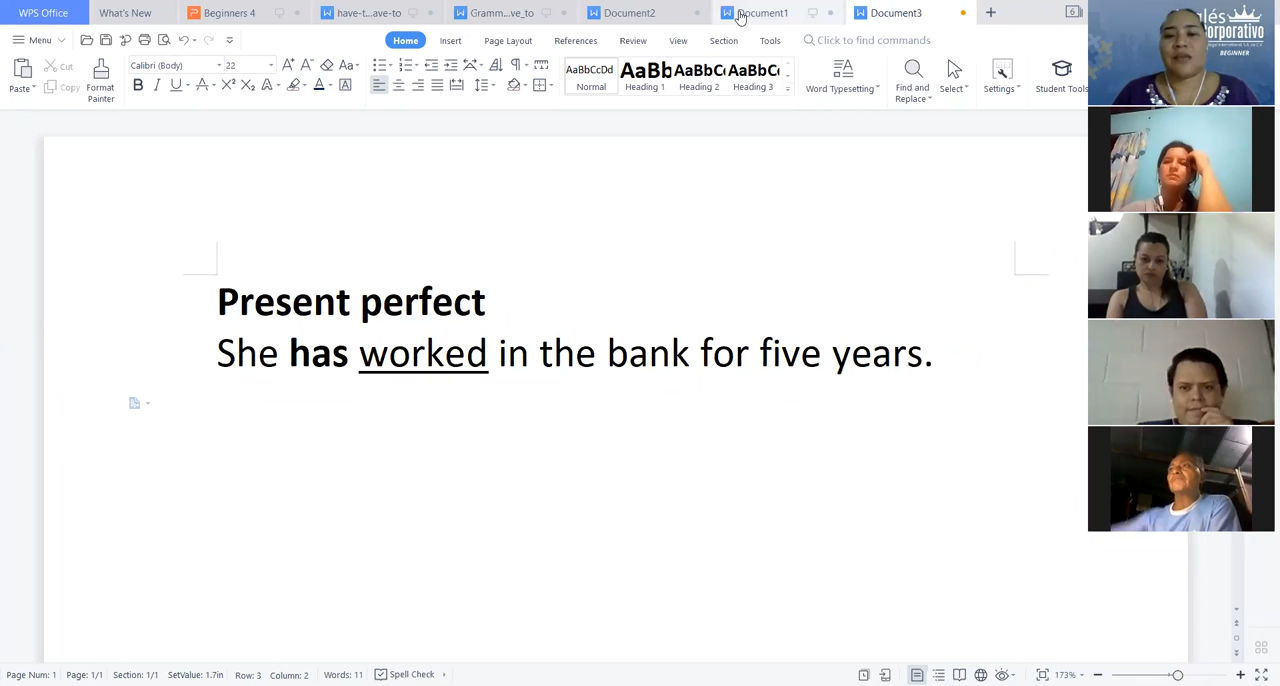 WPS Office
What's New
Beginners 4
have-t...ave-to
Gramm...ve_to
Document2
Document1
Document3
6
Menu
Home
Insert
Page Layout
References
Review
View
Section
Tools
Click to find commands
Paste
Cut
Copy
Format
Painter
Calibri (Body)
22
AaBbCcDd
Normal
AaBb
Heading 1
AaBbC
Heading 2
AaBbC
Heading 3
Word Typesetting
Find and
Replace
Select
Settings
Student Tools
Corporativo
BEGINNER
Present perfect
She has worked in the bank for five years.
Page Num: 1
Page: 1/1
Section: 1/1
SetValue: 1.7in
Row: 3
Column: 2
Words: 11
Spell Check
173%